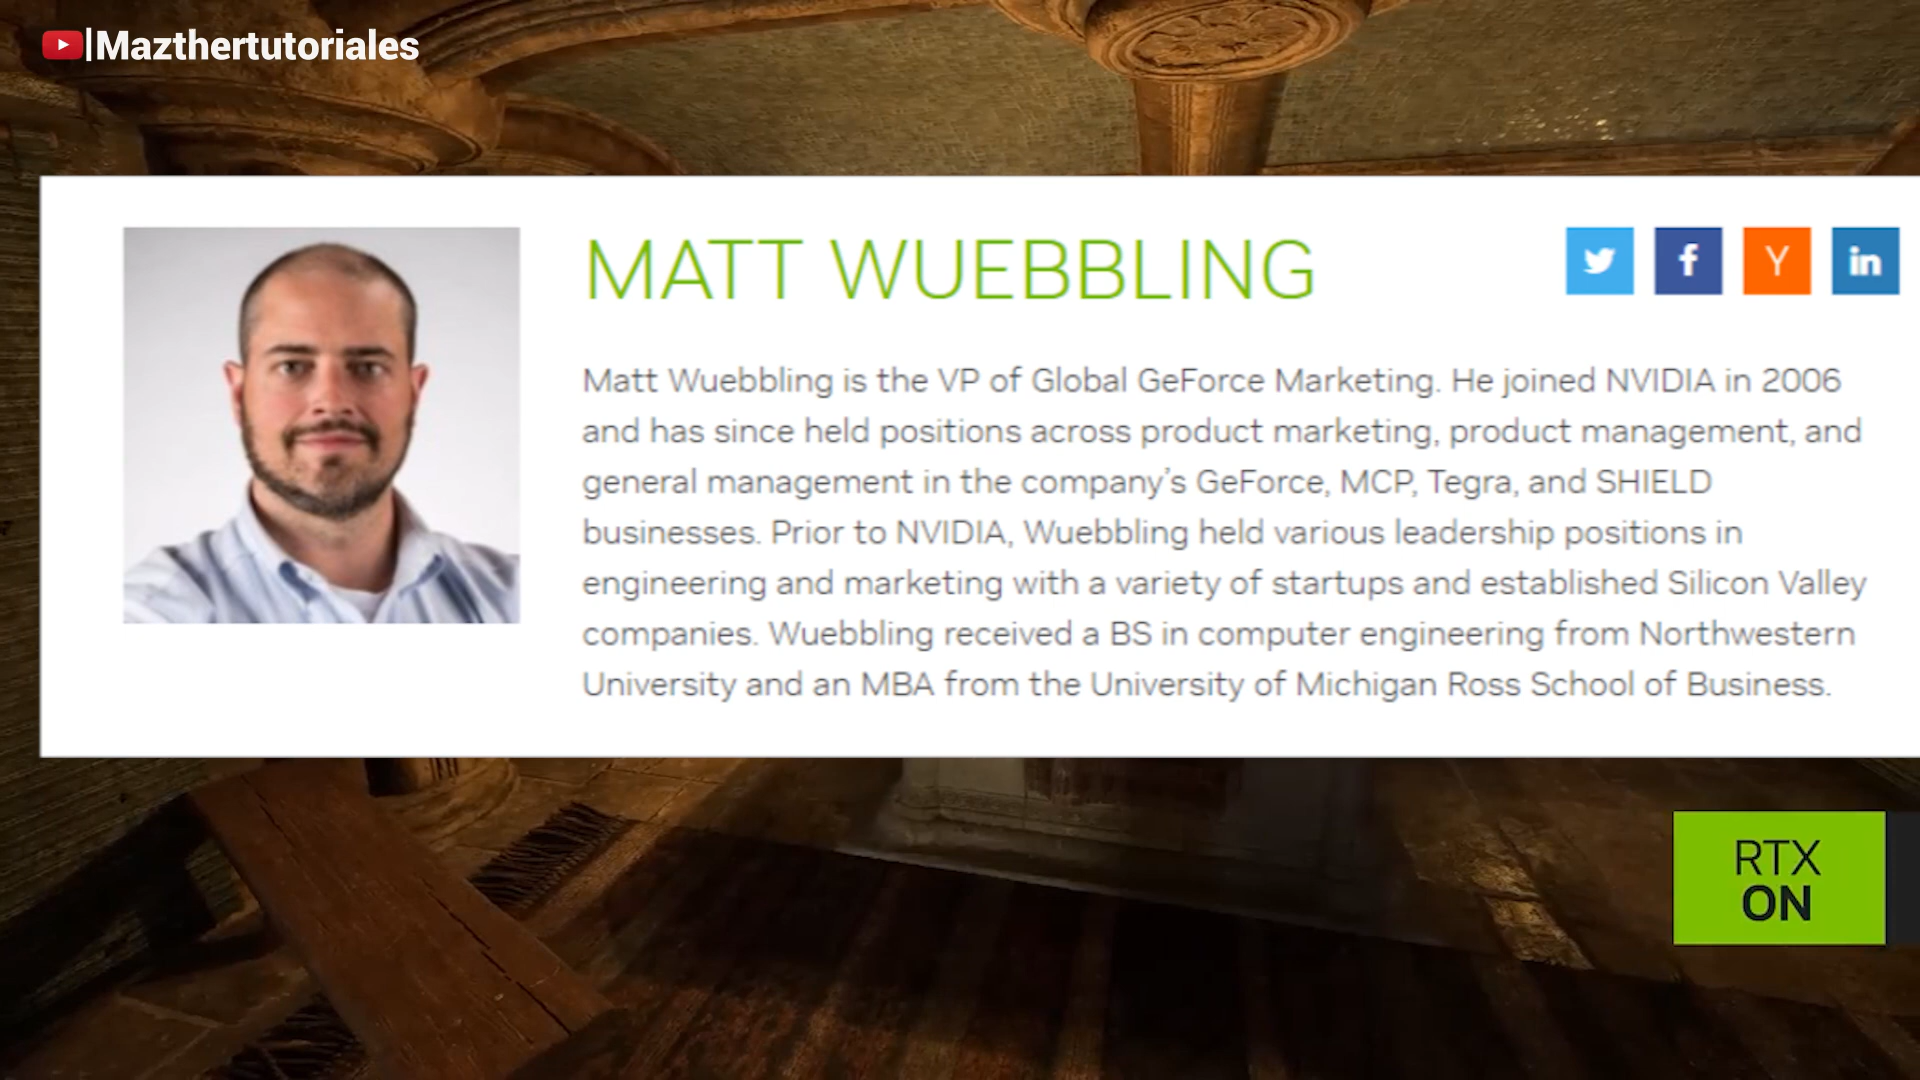 |Mazthertutoriales
MATT WUEBBLING
Matt Wuebbling is the VP of Global GeForce Marketing. He joined NVIDIA in 2006
and has since held positions across product marketing, product management, and
general management in the company’s GeForce, MCP, Tegra, and SHIELD
businesses. Prior to NVIDIA, Wuebbling held various leadership positions in
engineering and marketing with a variety of startups and established Silicon Valley
companies. Wuebbling received a BS in computer engineering from Northwestern
University and an MBA from the University of Michigan Ross School of Business.
RTX
ON